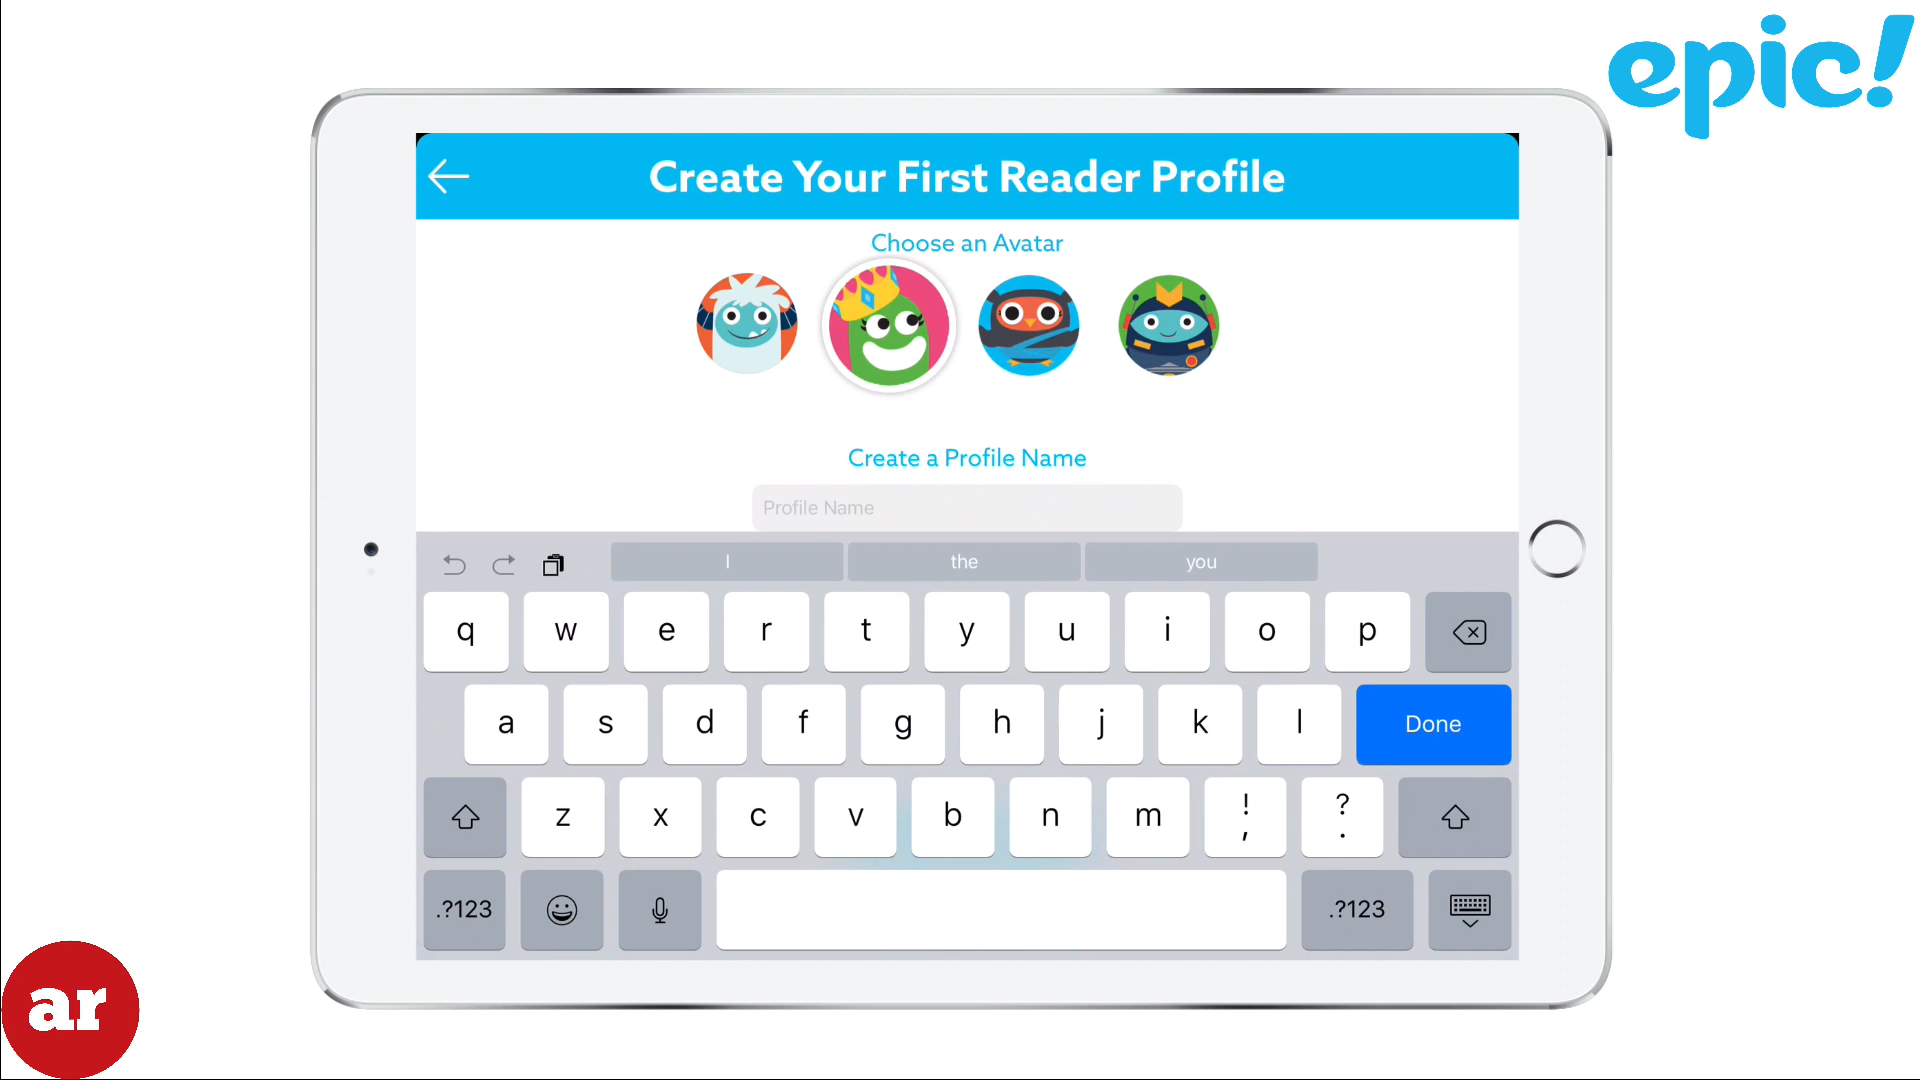 epic!
Create Your First Reader Profile
Choose an Avatar
Create a Profile Name
Profile Name
I the you
q w e r t y u i o p
a s d f g h j k l Done
z x c v b n m ! , ? .
.?123 .?123
ar